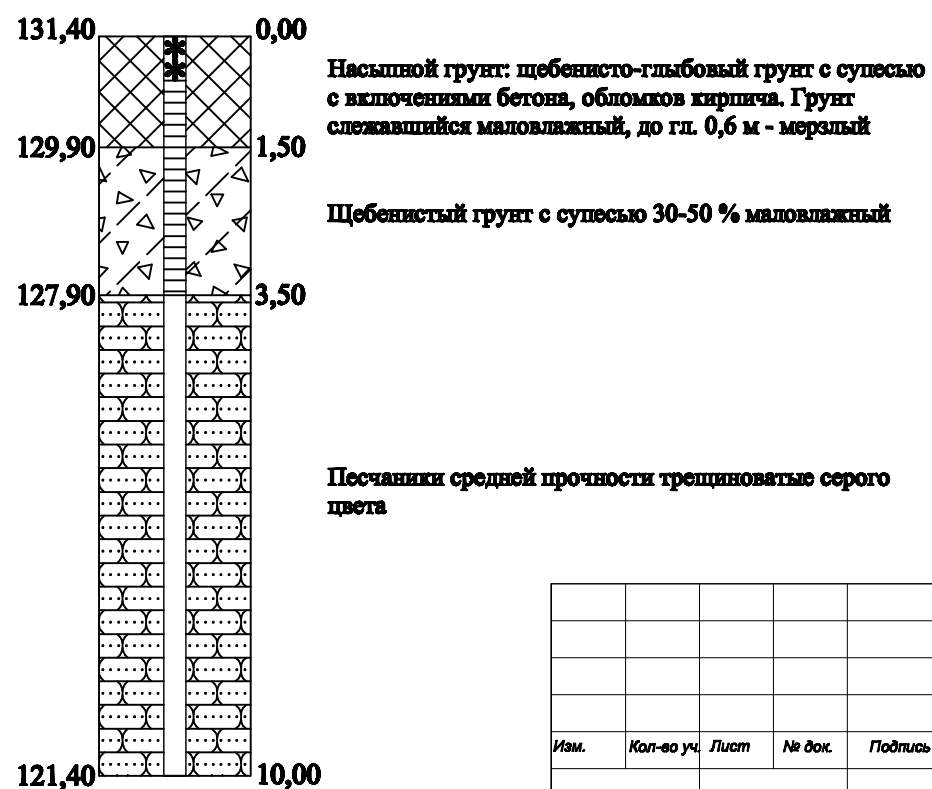 131,40 0,00
Насыпной грунт: щебенисто-глыбовый грунт с супесью
с включениями бетона, обломков кирпича. Грунт
слежавшийся маловлажный, до гл. 0,6 м - мерзлый
129,90 1,50
Щебенистый грунт с супесью 30-50 % маловлажный
127,90 3,50
Песчаники средней прочности трещиноватые серого
цвета
Изм. Кол-во уч. Лист № док. Подпись
121,40 10,00